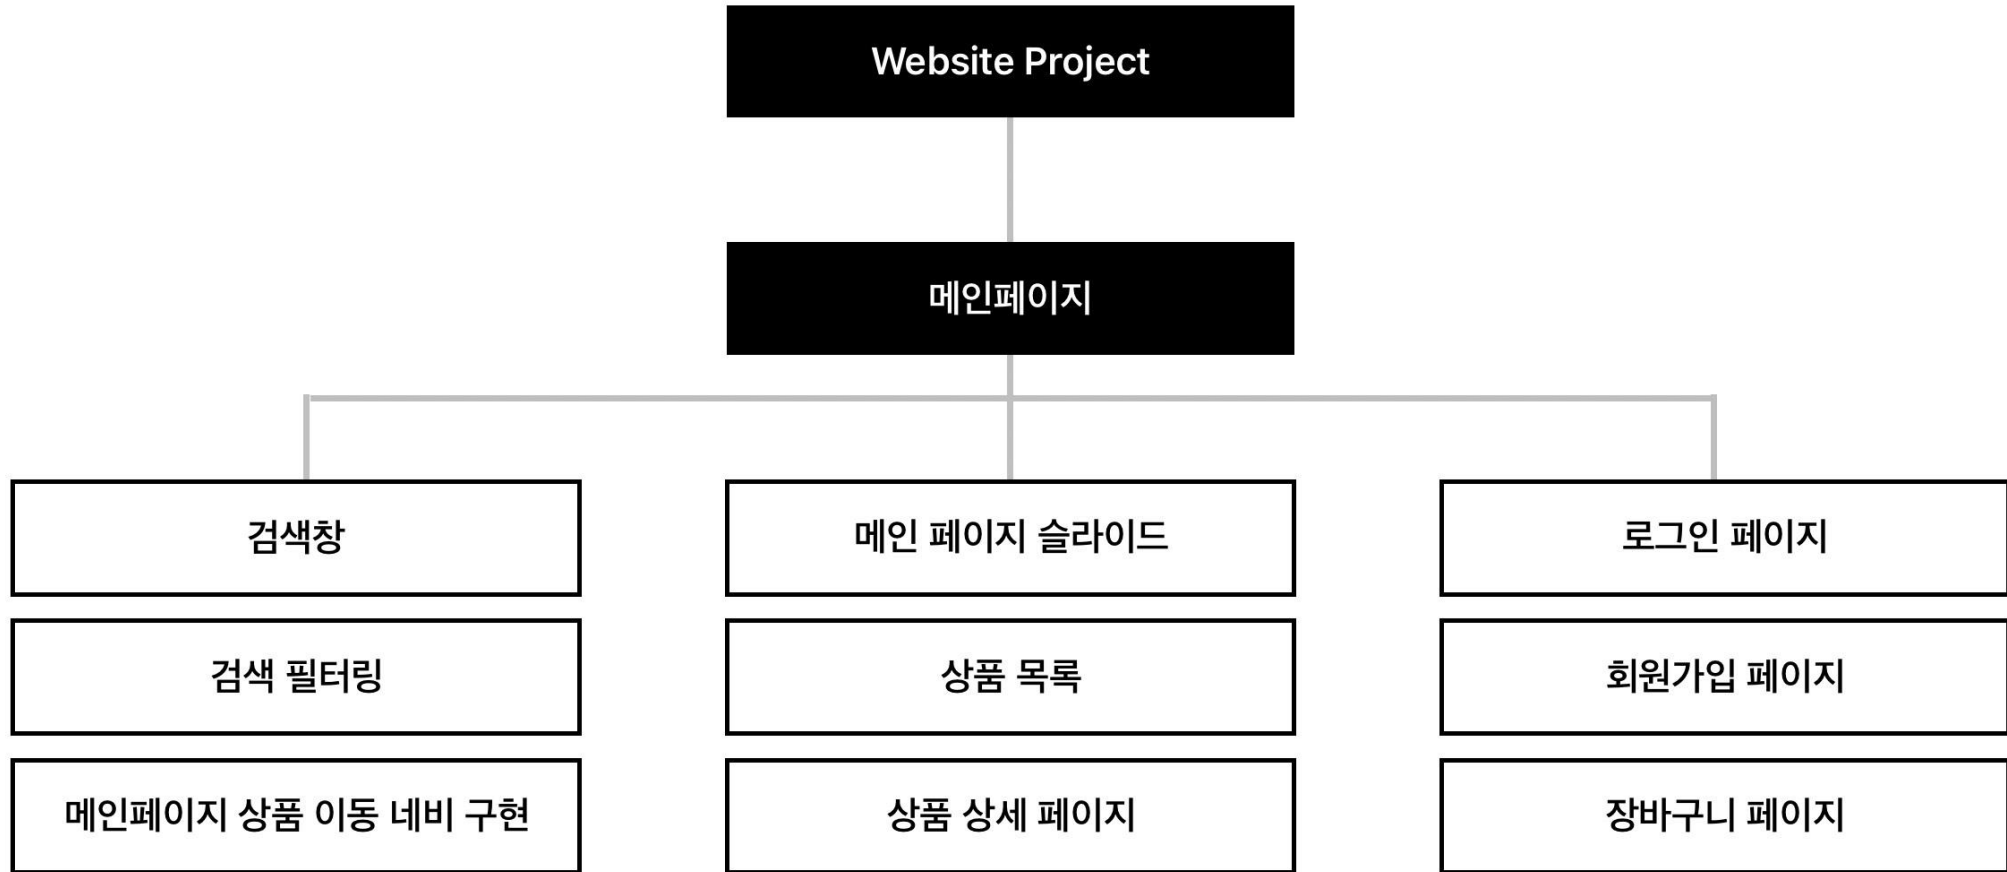 Website Project
메인페이지
검색창
메인 페이지 슬라이드
로그인 페이지
검색 필터링
상품 목록
회원가입 페이지
메인페이지 상품 이동 네비 구현
상품 상세 페이지
장바구니 페이지